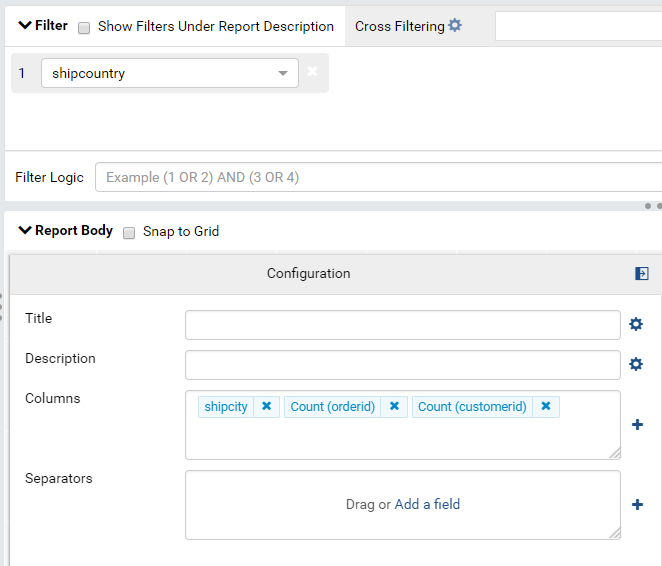 Filter Show Filters Under Report Description Cross Filtering
1 shipcountry
Filter Logic Example (1 OR 2) AND (3 OR 4)
Report Body Snap to Grid
Configuration
Title
Description
Columns shipcity Count (orderid) Count (customerid)
Separators Drag or Add a field